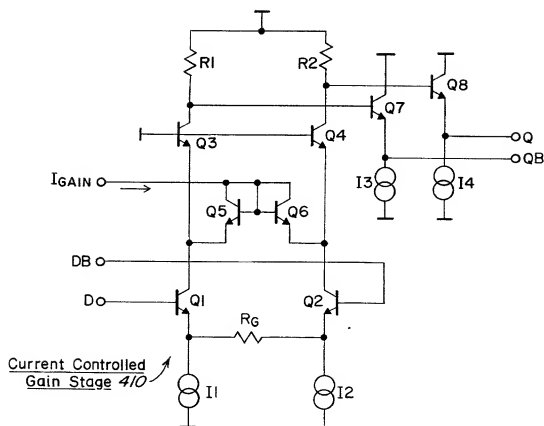 R1
R2
Q8
Q7
Q3
Q4
Q
QB
IGAIN
I3
I4
Q5
Q6
DB
D
Q1
Q2
RG
Current Controlled
Gain Stage 410
I1
I2